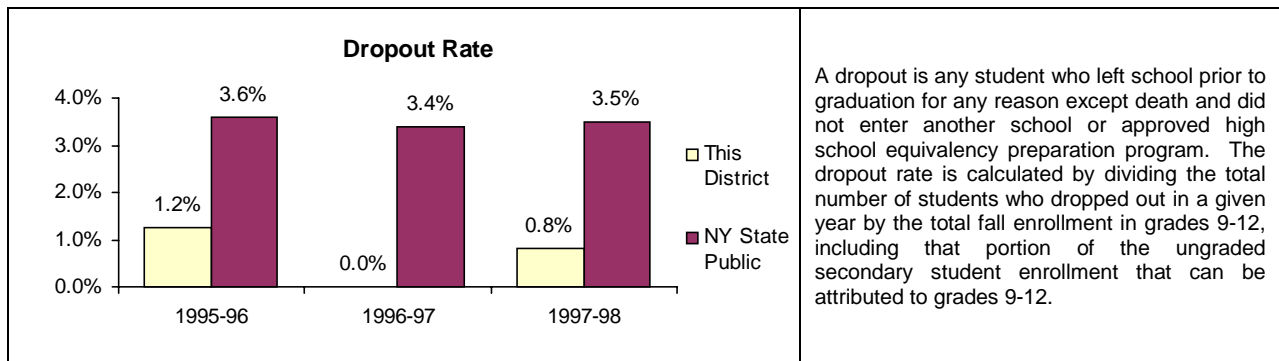 Dropout Rate
4.0%
3.0%
2.0%
1.0%
0.0%
1.2%
3.6%
0.0%
3.4%
0.8%
3.5%
1995-96
1996-97
1997-98
This
District
NY State
Public
A dropout is any student who left school prior to
graduation for any reason except death and did
not enter another school or approved high
school equivalency preparation program. The
dropout rate is calculated by dividing the total
number of students who dropped out in a given
year by the total fall enrollment in grades 9-12,
including that portion of the ungraded
secondary student enrollment that can be
attributed to grades 9-12.